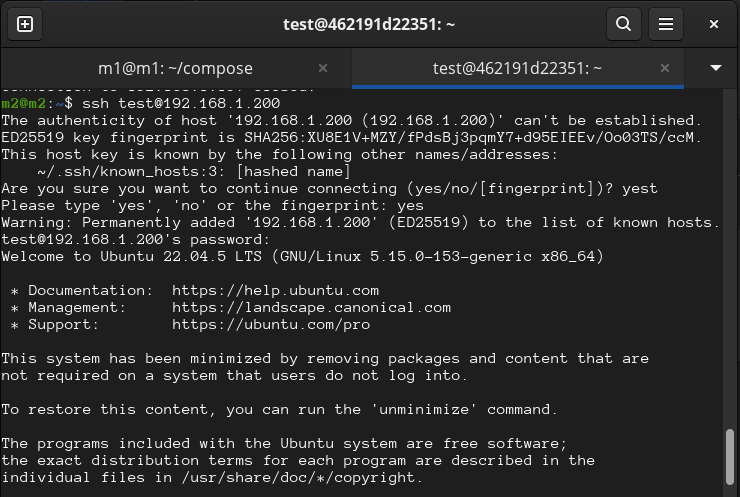 test@462191d22351: ~
m1@m1: ~/compose
test@462191d22351: ~
m2@m2:~$ ssh test@192.168.1.200
The authenticity of host '192.168.1.200 (192.168.1.200)' can't be established.
ED25519 key fingerprint is SHA256:XU8E1V+MZY/fPdsBj3pqmY7+d95EIEEv/Oo03TS/ccM.
This host key is known by the following other names/addresses:
    ~/.ssh/known_hosts:3: [hashed name]
Are you sure you want to continue connecting (yes/no/[fingerprint])? yest
Please type 'yes', 'no' or the fingerprint: yes
Warning: Permanently added '192.168.1.200' (ED25519) to the list of known hosts.
test@192.168.1.200's password:
Welcome to Ubuntu 22.04.5 LTS (GNU/Linux 5.15.0-153-generic x86_64)
 * Documentation:  https://help.ubuntu.com
 * Management:     https://landscape.canonical.com
 * Support:        https://ubuntu.com/pro
This system has been minimized by removing packages and content that are
not required on a system that users do not log into.
To restore this content, you can run the 'unminimize' command.
The programs included with the Ubuntu system are free software;
the exact distribution terms for each program are described in the
individual files in /usr/share/doc/*/copyright.